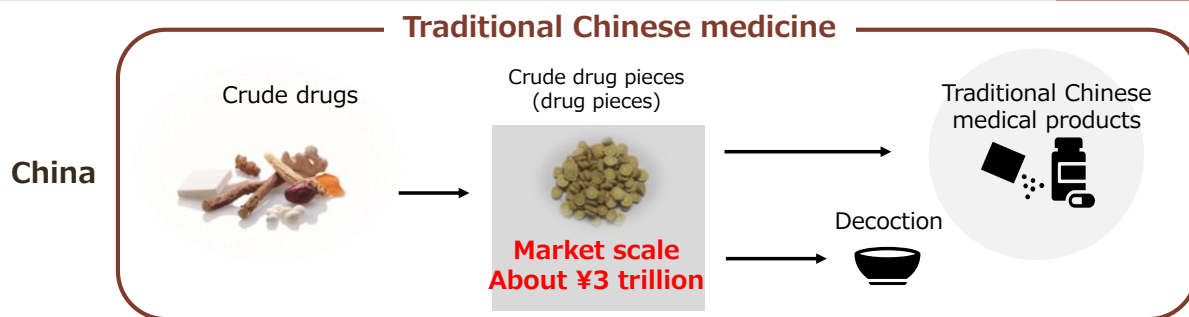 Traditional Chinese medicine
China
Crude drugs
Crude drug pieces
(drug pieces)
Market scale
About ¥3 trillion
Traditional Chinese
medical products
Decoction